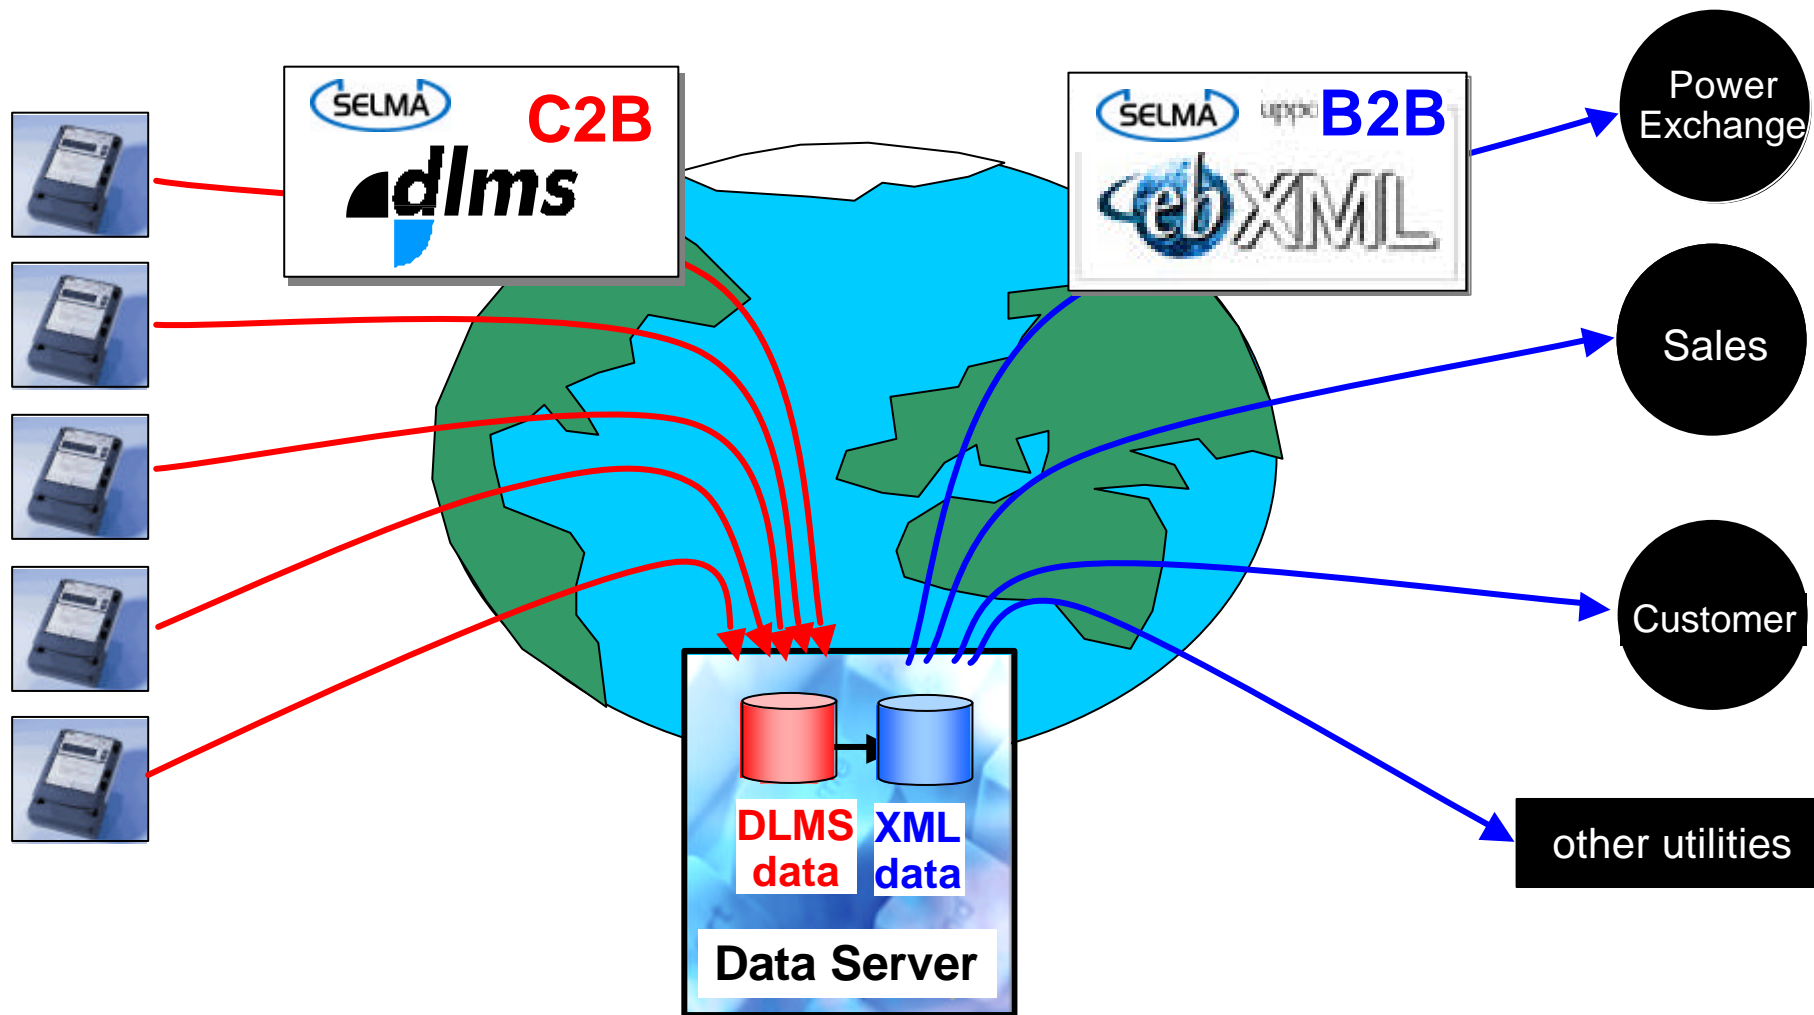 SELMA
C2B
dlms
SELMA
B2B
ebXML
Power
Exchange
Sales
Customer
other utilities
DLMS
data
XML
data
Data Server